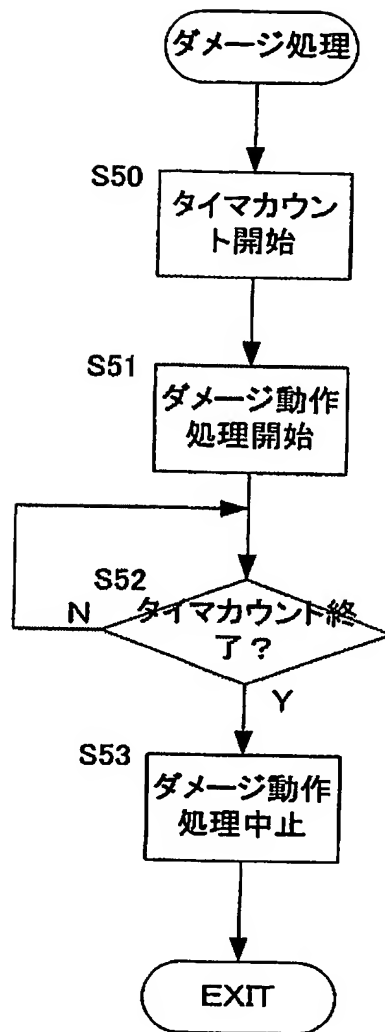 ダメージ処理
S50
タイマカウン
ト開始
S51
ダメージ動作
処理開始
S52
N
タイマカウント終
了?
Y
S53
ダメージ動作
処理中止
EXIT